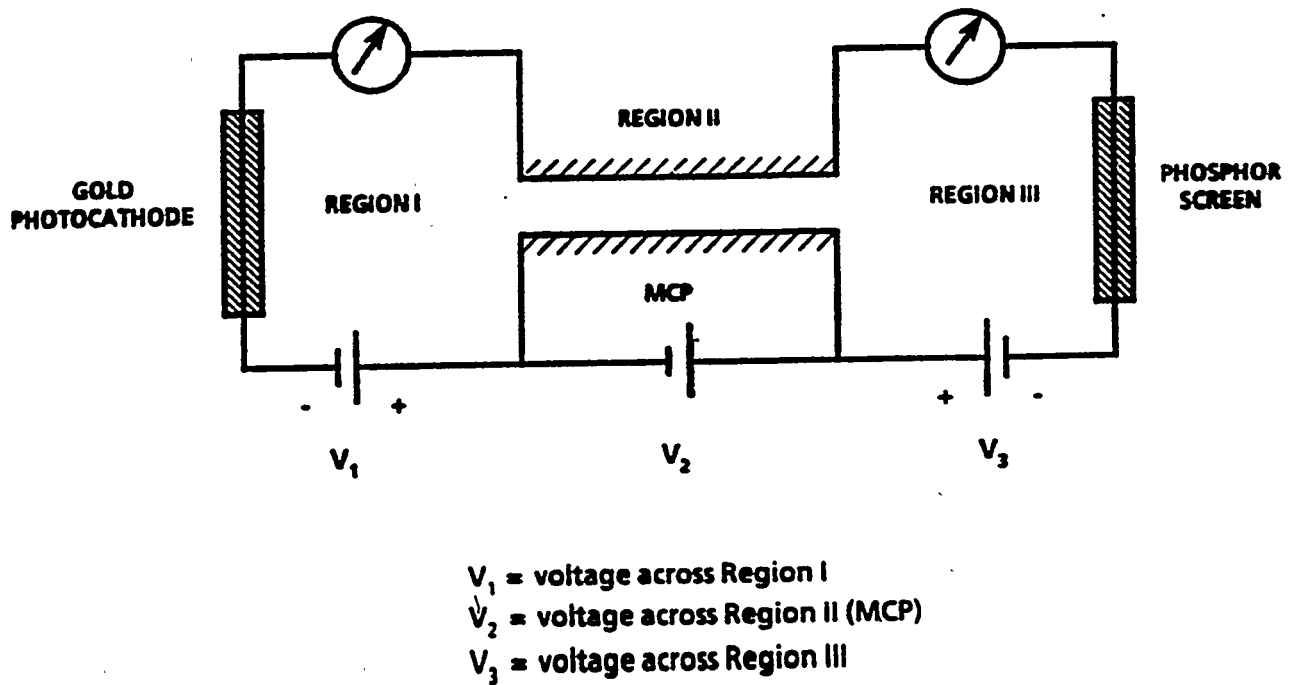 REGION II
GOLD
PHOTOCATHODE
REGION I
REGION III
PHOSPHOR
SCREEN
MCP
- +
+ -
V₁
V₂
V₃
V₁ = voltage across Region I
V₂ = voltage across Region II (MCP)
V₃ = voltage across Region III